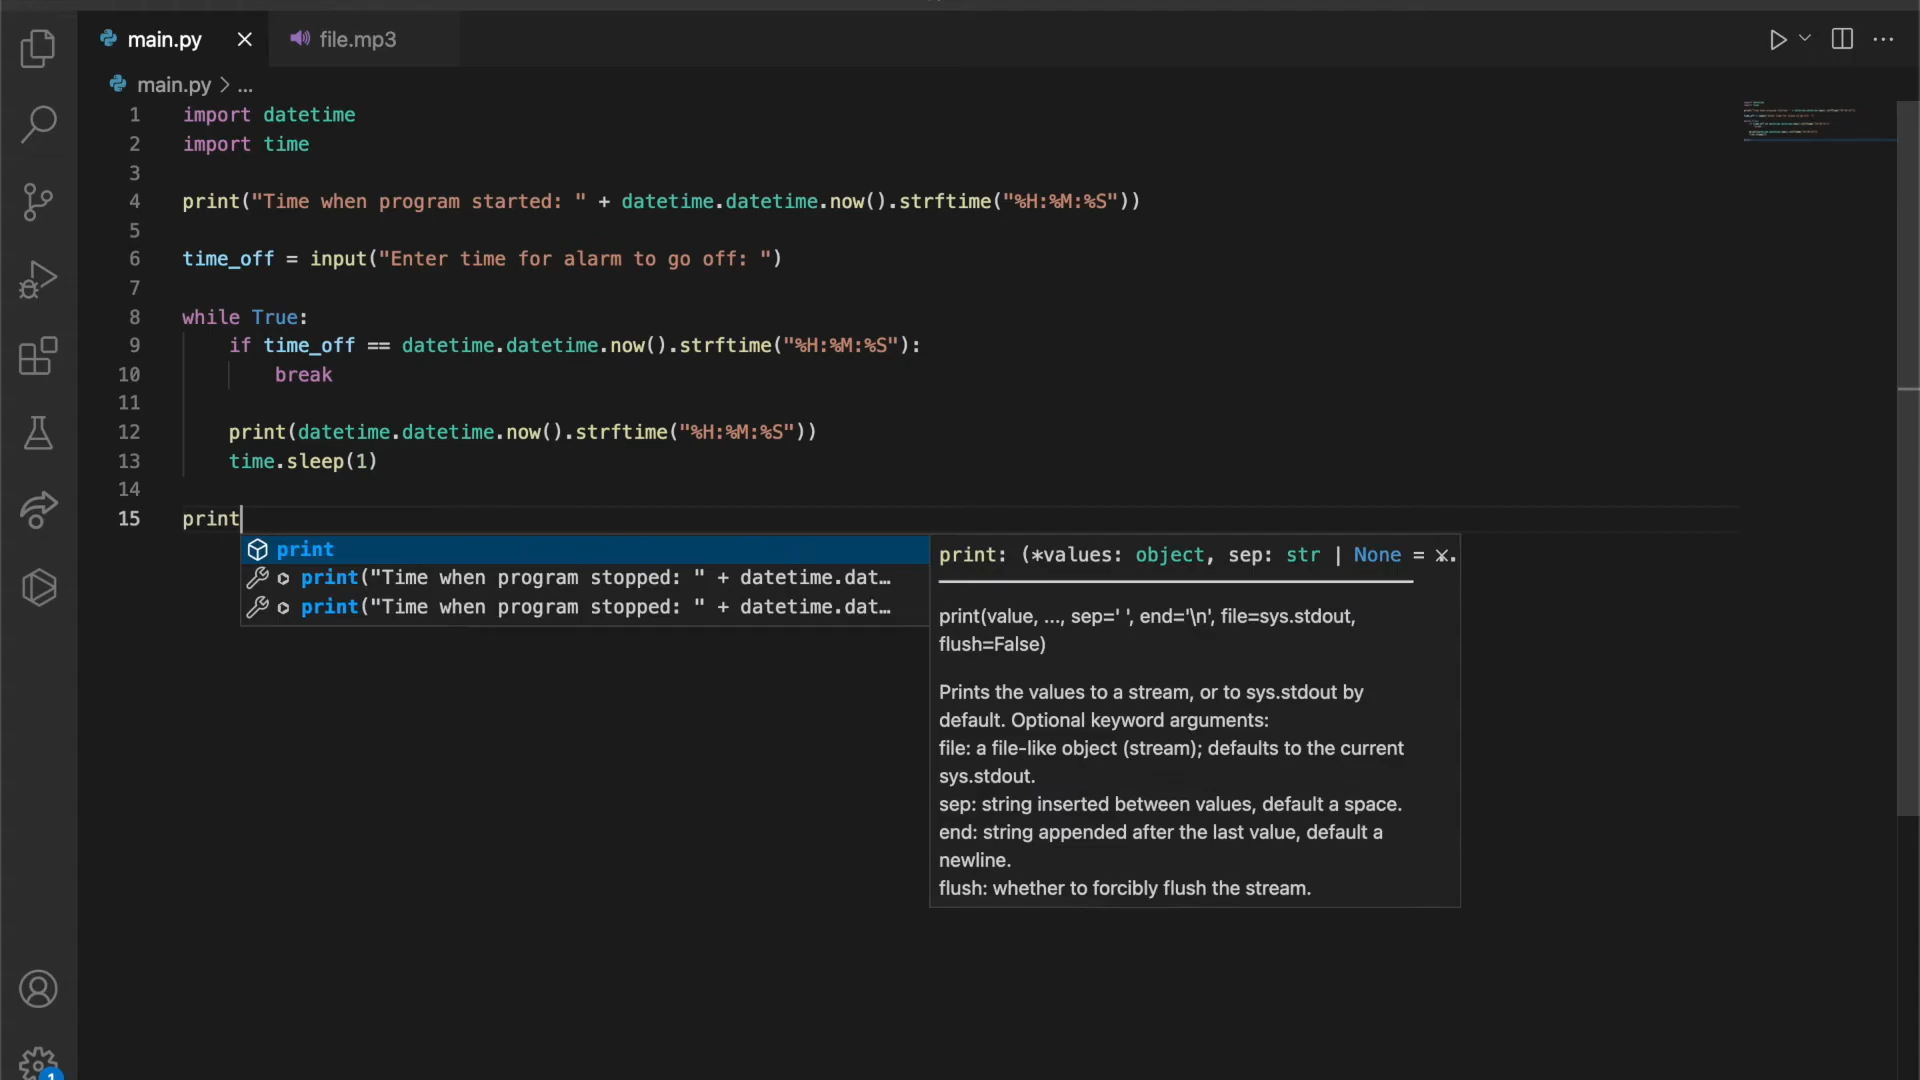 main.py
file.mp3
main.py > ...
1 import datetime
2 import time
3
4 print("Time when program started: " + datetime.datetime.now().strftime("%H:%M:%S"))
5
6 time_off = input("Enter time for alarm to go off: ")
7
8 while True:
9 if time_off == datetime.datetime.now().strftime("%H:%M:%S"):
10 break
11
12 print(datetime.datetime.now().strftime("%H:%M:%S"))
13 time.sleep(1)
14
15 print
print
print("Time when program stopped: " + datetime.dat…
print("Time when program stopped: " + datetime.dat…
print: (*values: object, sep: str | None =
print(value, ..., sep=' ', end='\n', file=sys.stdout,
flush=False)
Prints the values to a stream, or to sys.stdout by
default. Optional keyword arguments:
file: a file-like object (stream); defaults to the current
sys.stdout.
sep: string inserted between values, default a space.
end: string appended after the last value, default a
newline.
flush: whether to forcibly flush the stream.
1